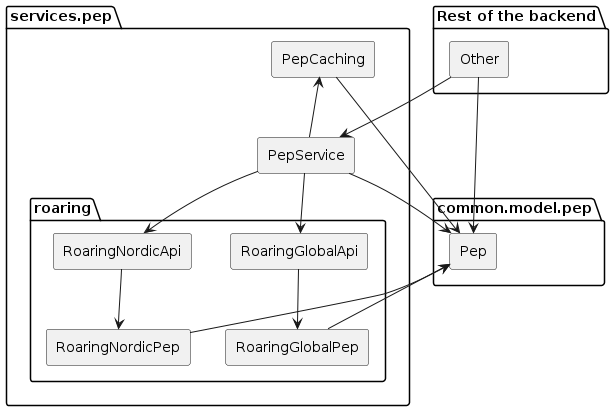 services.pep
Rest of the backend
PepCaching
Other
PepService
roaring
common.model.pep
RoaringNordicApi
RoaringGlobalApi
Pep
RoaringNordicPep
RoaringGlobalPep